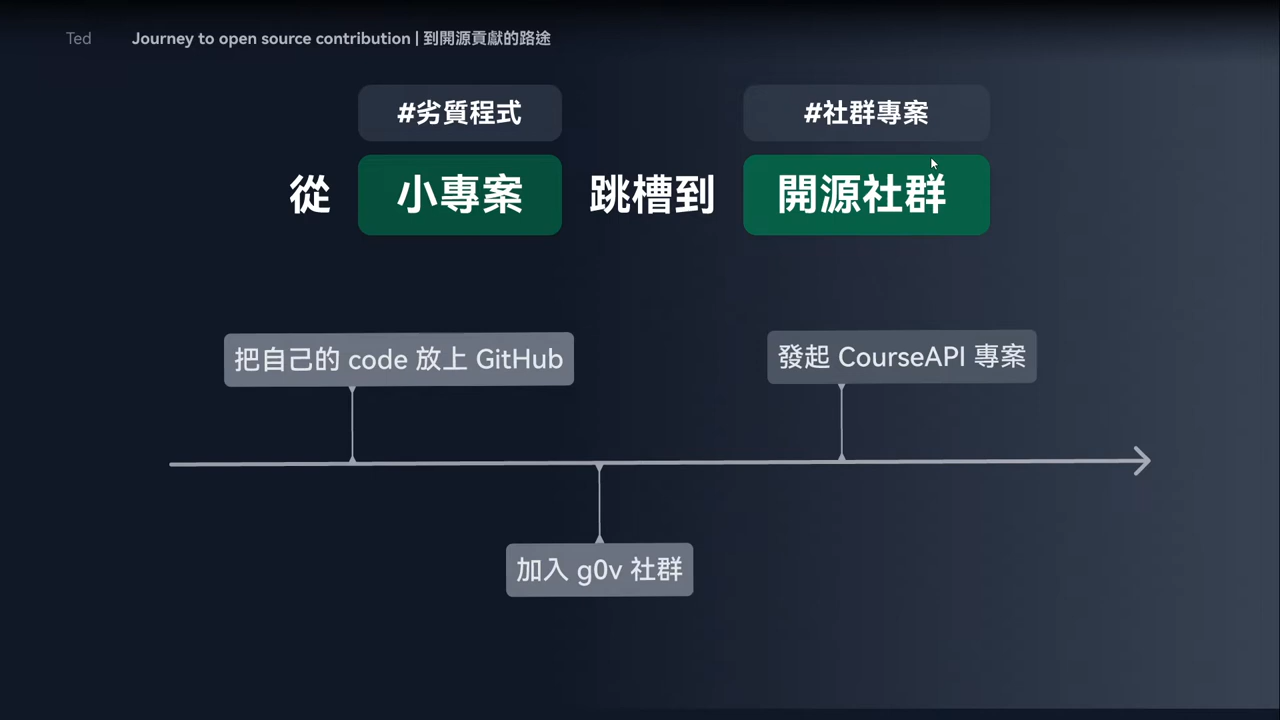 Ted
Journey to open source contribution | 到開源貢獻的路途
#劣質程式
#社群專案
從 小專案 跳槽到 開源社群
把自己的 code 放上 GitHub
發起 CourseAPI 專案
加入 g0v 社群